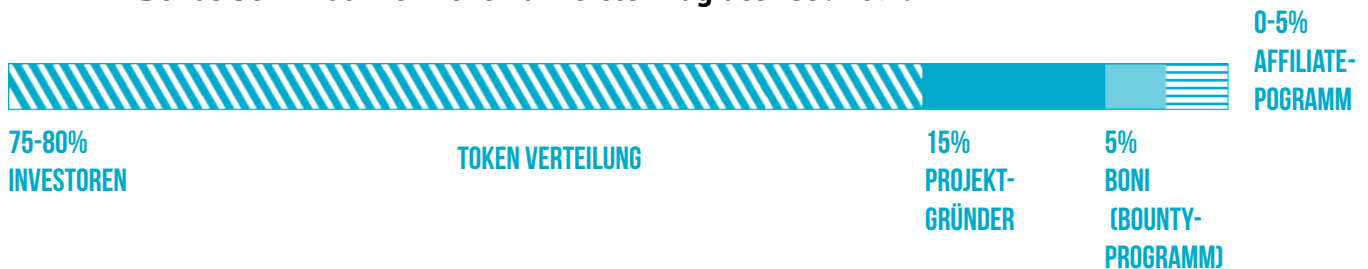 0-5%
AFFILIATE-
POGRAMM
75-80%
INVESTOREN
TOKEN VERTEILUNG
15%
PROJEKT-
GRÜNDER
5%
BONI
(BOUNTY-
PROGRAMM)